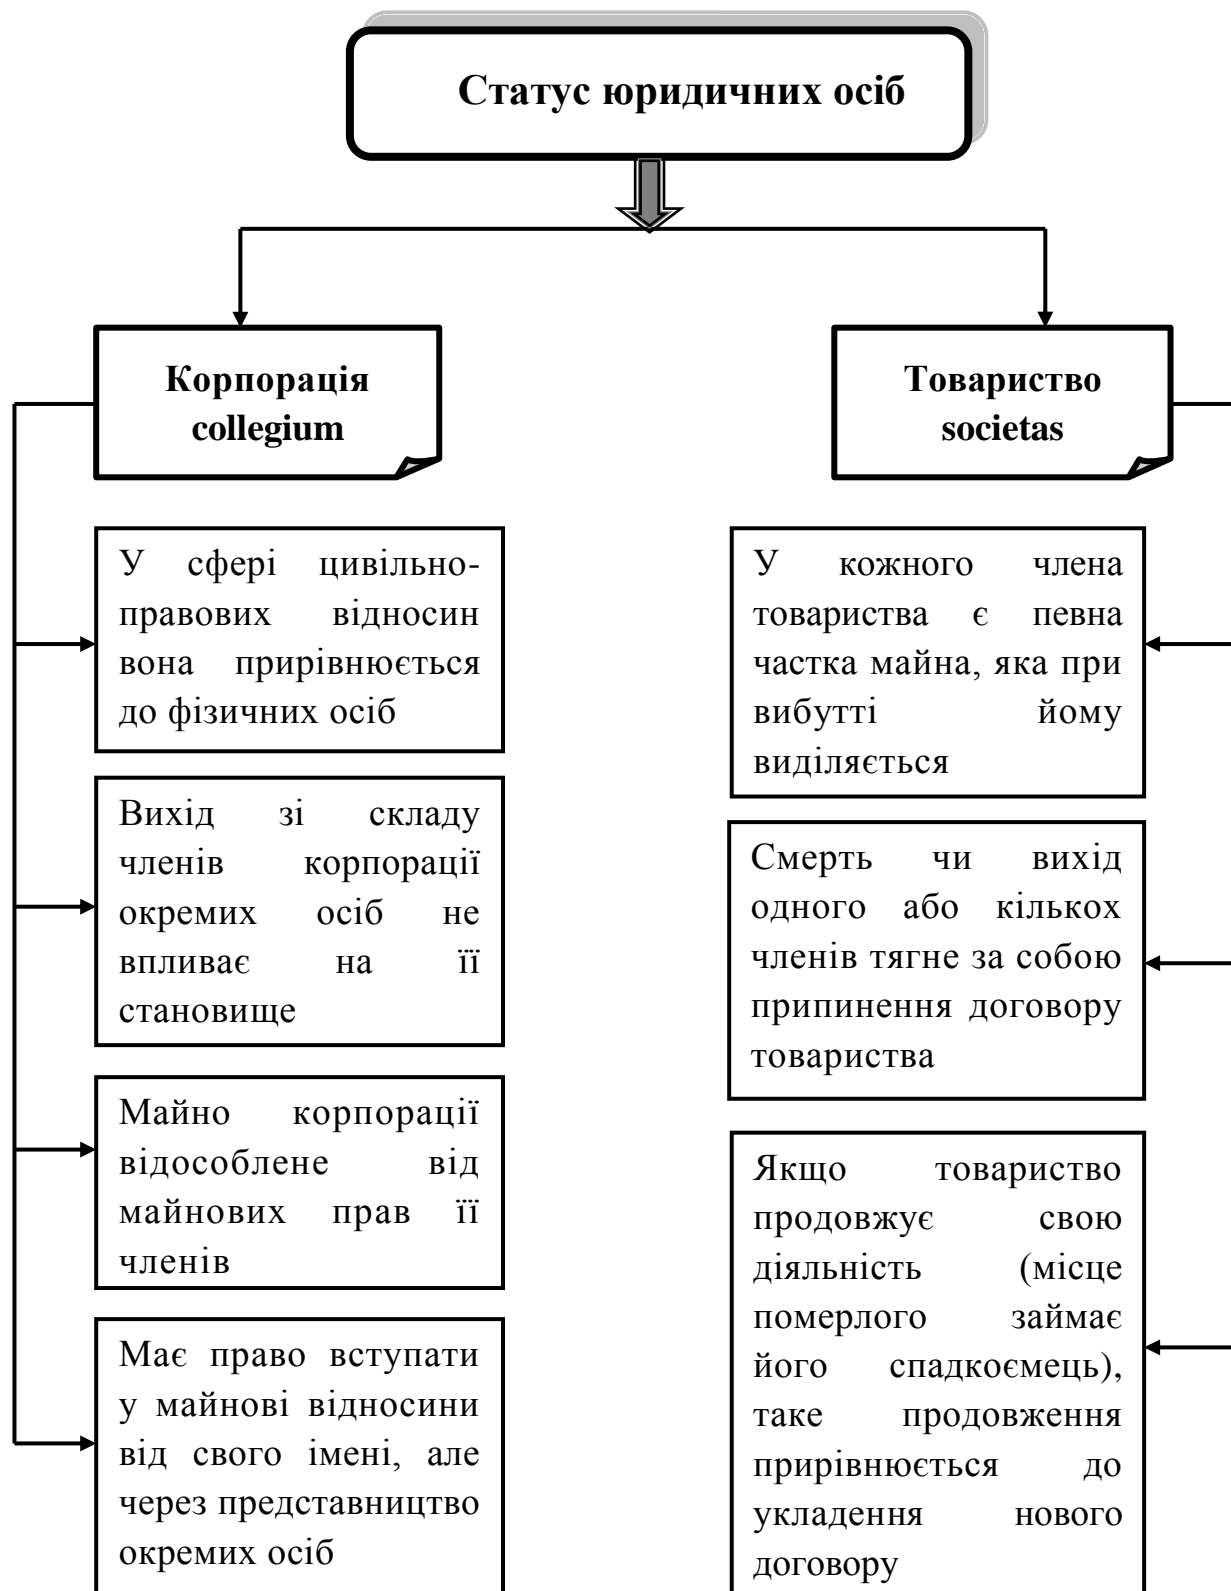 Статус юридичних осіб
Корпорація
collegium
У сфері цивільно-
правових відносин
вона прирівнюється
до фізичних осіб
Вихід зі складу
членів корпорації
окремих осіб не
впливає на її
становище
Майно корпорації
відособлене від
майнових прав її
членів
Має право вступати
у майнові відносини
від свого імені, але
через представництво
окремих осіб
Товариство
societas
У кожного члена
товариства є певна
частка майна, яка при
вибутті йому
виділяється
Смерть чи вихід
одного або кількох
членів тягне за собою
припинення договору
товариства
Якщо товариство
продовжує свою
діяльність (місце
померлого займає
його спадкоємець),
таке продовження
прирівнюється до
укладення нового
договору